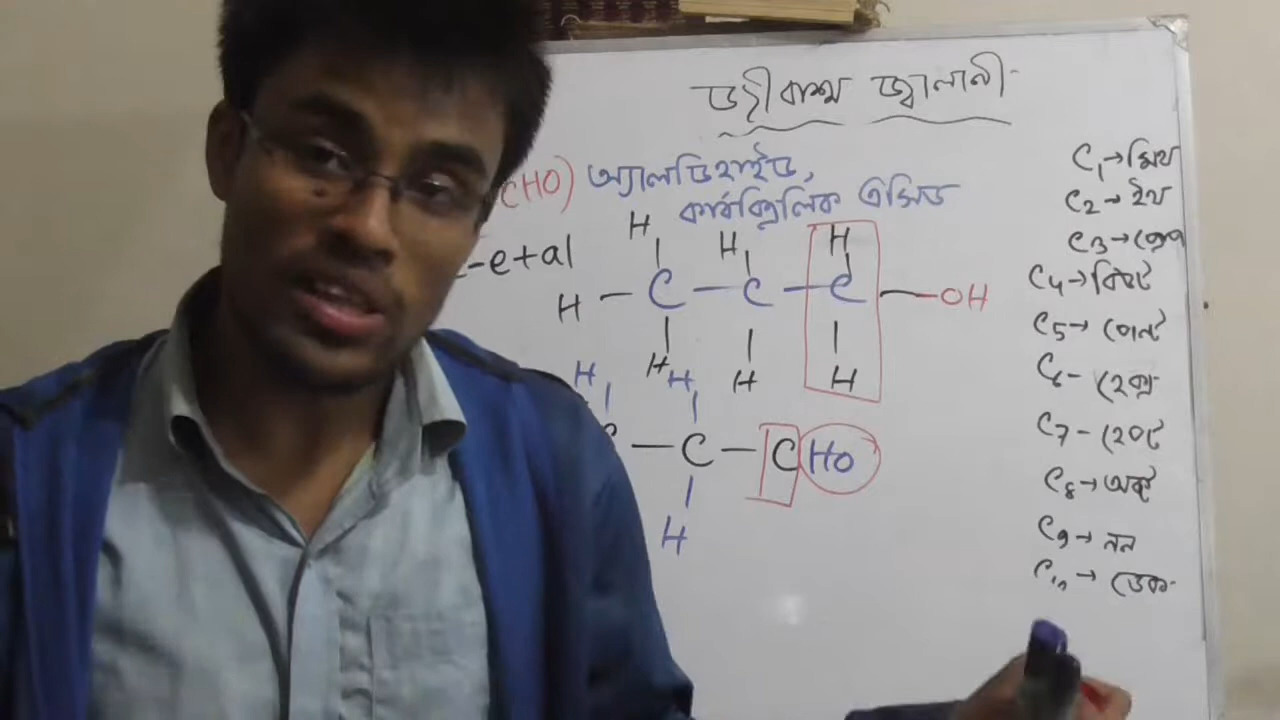 জীবাশ্ম জ্বালানী
CHO) অ্যালডিহাইড,
কার্বক্সিলিক এসিড
-e+al
H H H
H - C - C - C - OH
H H H
H H
- C - CHO
H
C1→ মিথ
C2→ ইথ
C3→ প্রোপ
C4→ বিউট
C5→ পেন্ট
C6- হেক্স
C7- হেপ্ট
C8→ অক্ট
C9→ নন
C10→ ডেক